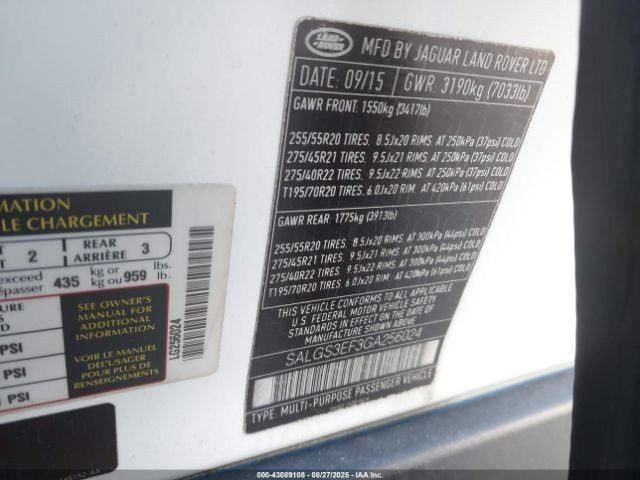 LAND ROVER
MFD BY JAGUAR LAND ROVER LTD
DATE: 09/15 GWR: 3190kg (7033lb)
GAWR FRONT: 1550kg (3417lb)
255/55R20 TIRES, 8.5Jx20 RIMS, AT 250kPa (37psi) COLD
275/45R21 TIRES, 9.5Jx21 RIMS, AT 250kPa (37psi) COLD
275/40R22 TIRES, 9.5Jx22 RIMS, AT 250kPa (37psi) COLD
T195/70R20 TIRES, 6.0Jx20 RIM, AT 420kPa (61psi) COLD
GAWR REAR: 1775kg (3913lb)
255/55R20 TIRES, 8.5Jx20 RIMS, AT 300kPa (44psi) COLD
275/45R21 TIRES, 9.5Jx21 RIMS, AT 300kPa (44psi) COLD
275/40R22 TIRES, 9.5Jx22 RIMS, AT 300kPa (44psi) COLD
T195/70R20 TIRES, 6.0Jx20 RIM, AT 420kPa (61psi) COLD
THIS VEHICLE CONFORMS TO ALL APPLICABLE
U.S. FEDERAL MOTOR VEHICLE SAFETY
STANDARDS IN EFFECT ON THE DATE OF
MANUFACTURE SHOWN ABOVE
SALGS3EF3GA256024
TYPE: MULTI-PURPOSE PASSENGER VEHICLE
MATION
LE CHARGEMENT
T 2 REAR 3
ARRIÈRE
exceed 435 kg or 959 lbs.
épasser kg ou lb.
SEE OWNER'S
MANUAL FOR
ADDITIONAL
INFORMATION
VOIR LE MANUEL
DE L'USAGER
POUR PLUS DE
RENSEIGNEMENTS
PSI
PSI
1 PSI
LG256024
000-43089108 - 08/27/2025 - IAAI.COM